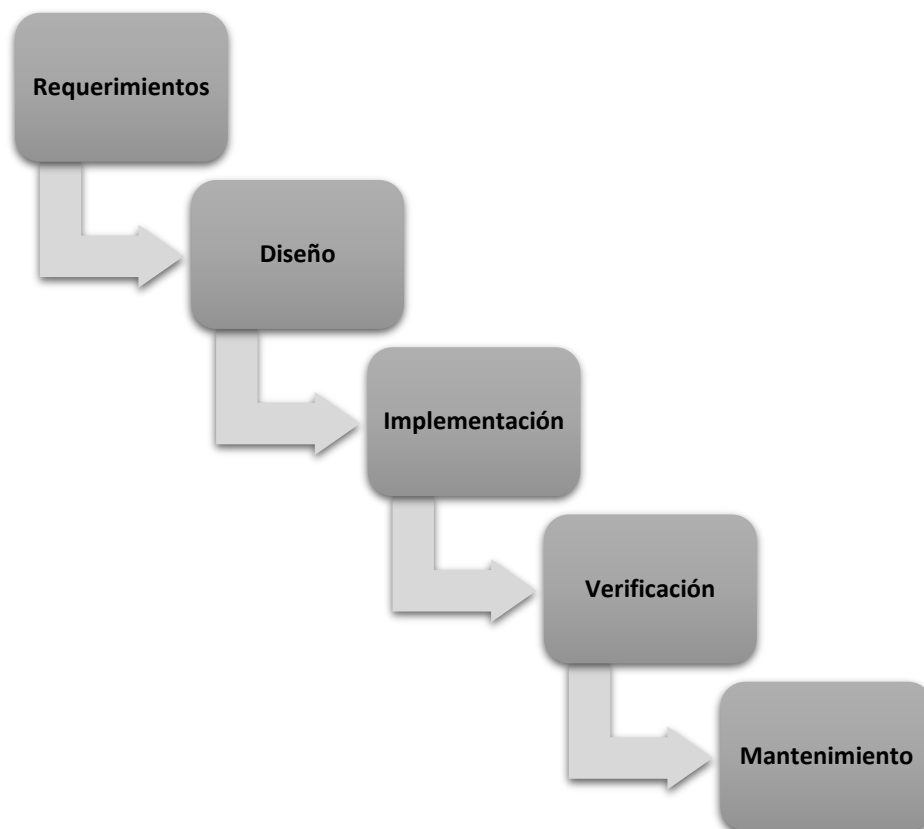 Requerimientos
Diseño
Implementación
Verificación
Mantenimiento